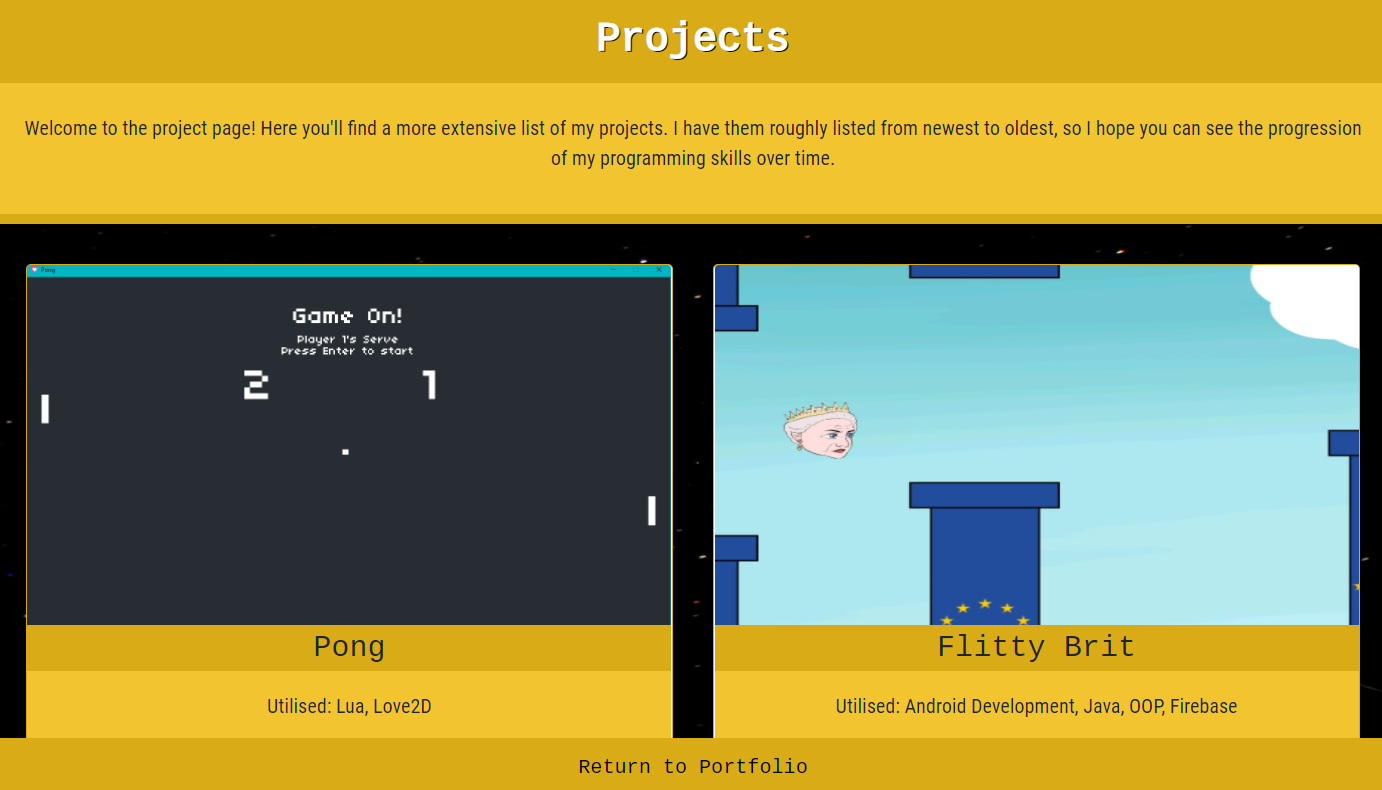 Projects
Welcome to the project page! Here you'll find a more extensive list of my projects. I have them roughly listed from newest to oldest, so I hope you can see the progression
of my programming skills over time.
Pong
Game On!
Player 1's Serve
Press Enter to start
2 1
Pong
Utilised: Lua, Love2D
Flitty Brit
Utilised: Android Development, Java, OOP, Firebase
Return to Portfolio